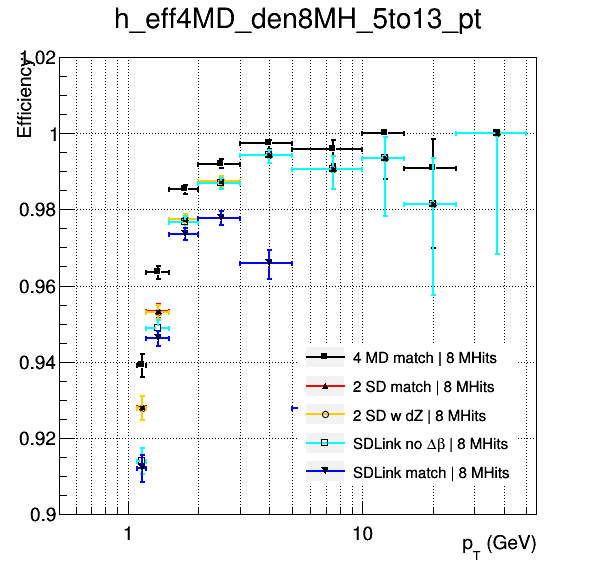 h_eff4MD_den8MH_5to13_pt
Efficiency
1.02
1
0.98
0.96
0.94
0.92
0.9
4 MD match | 8 MHits
2 SD match | 8 MHits
2 SD w dZ | 8 MHits
SDLink no Δβ | 8 MHits
SDLink match | 8 MHits
1
10
p_T (GeV)